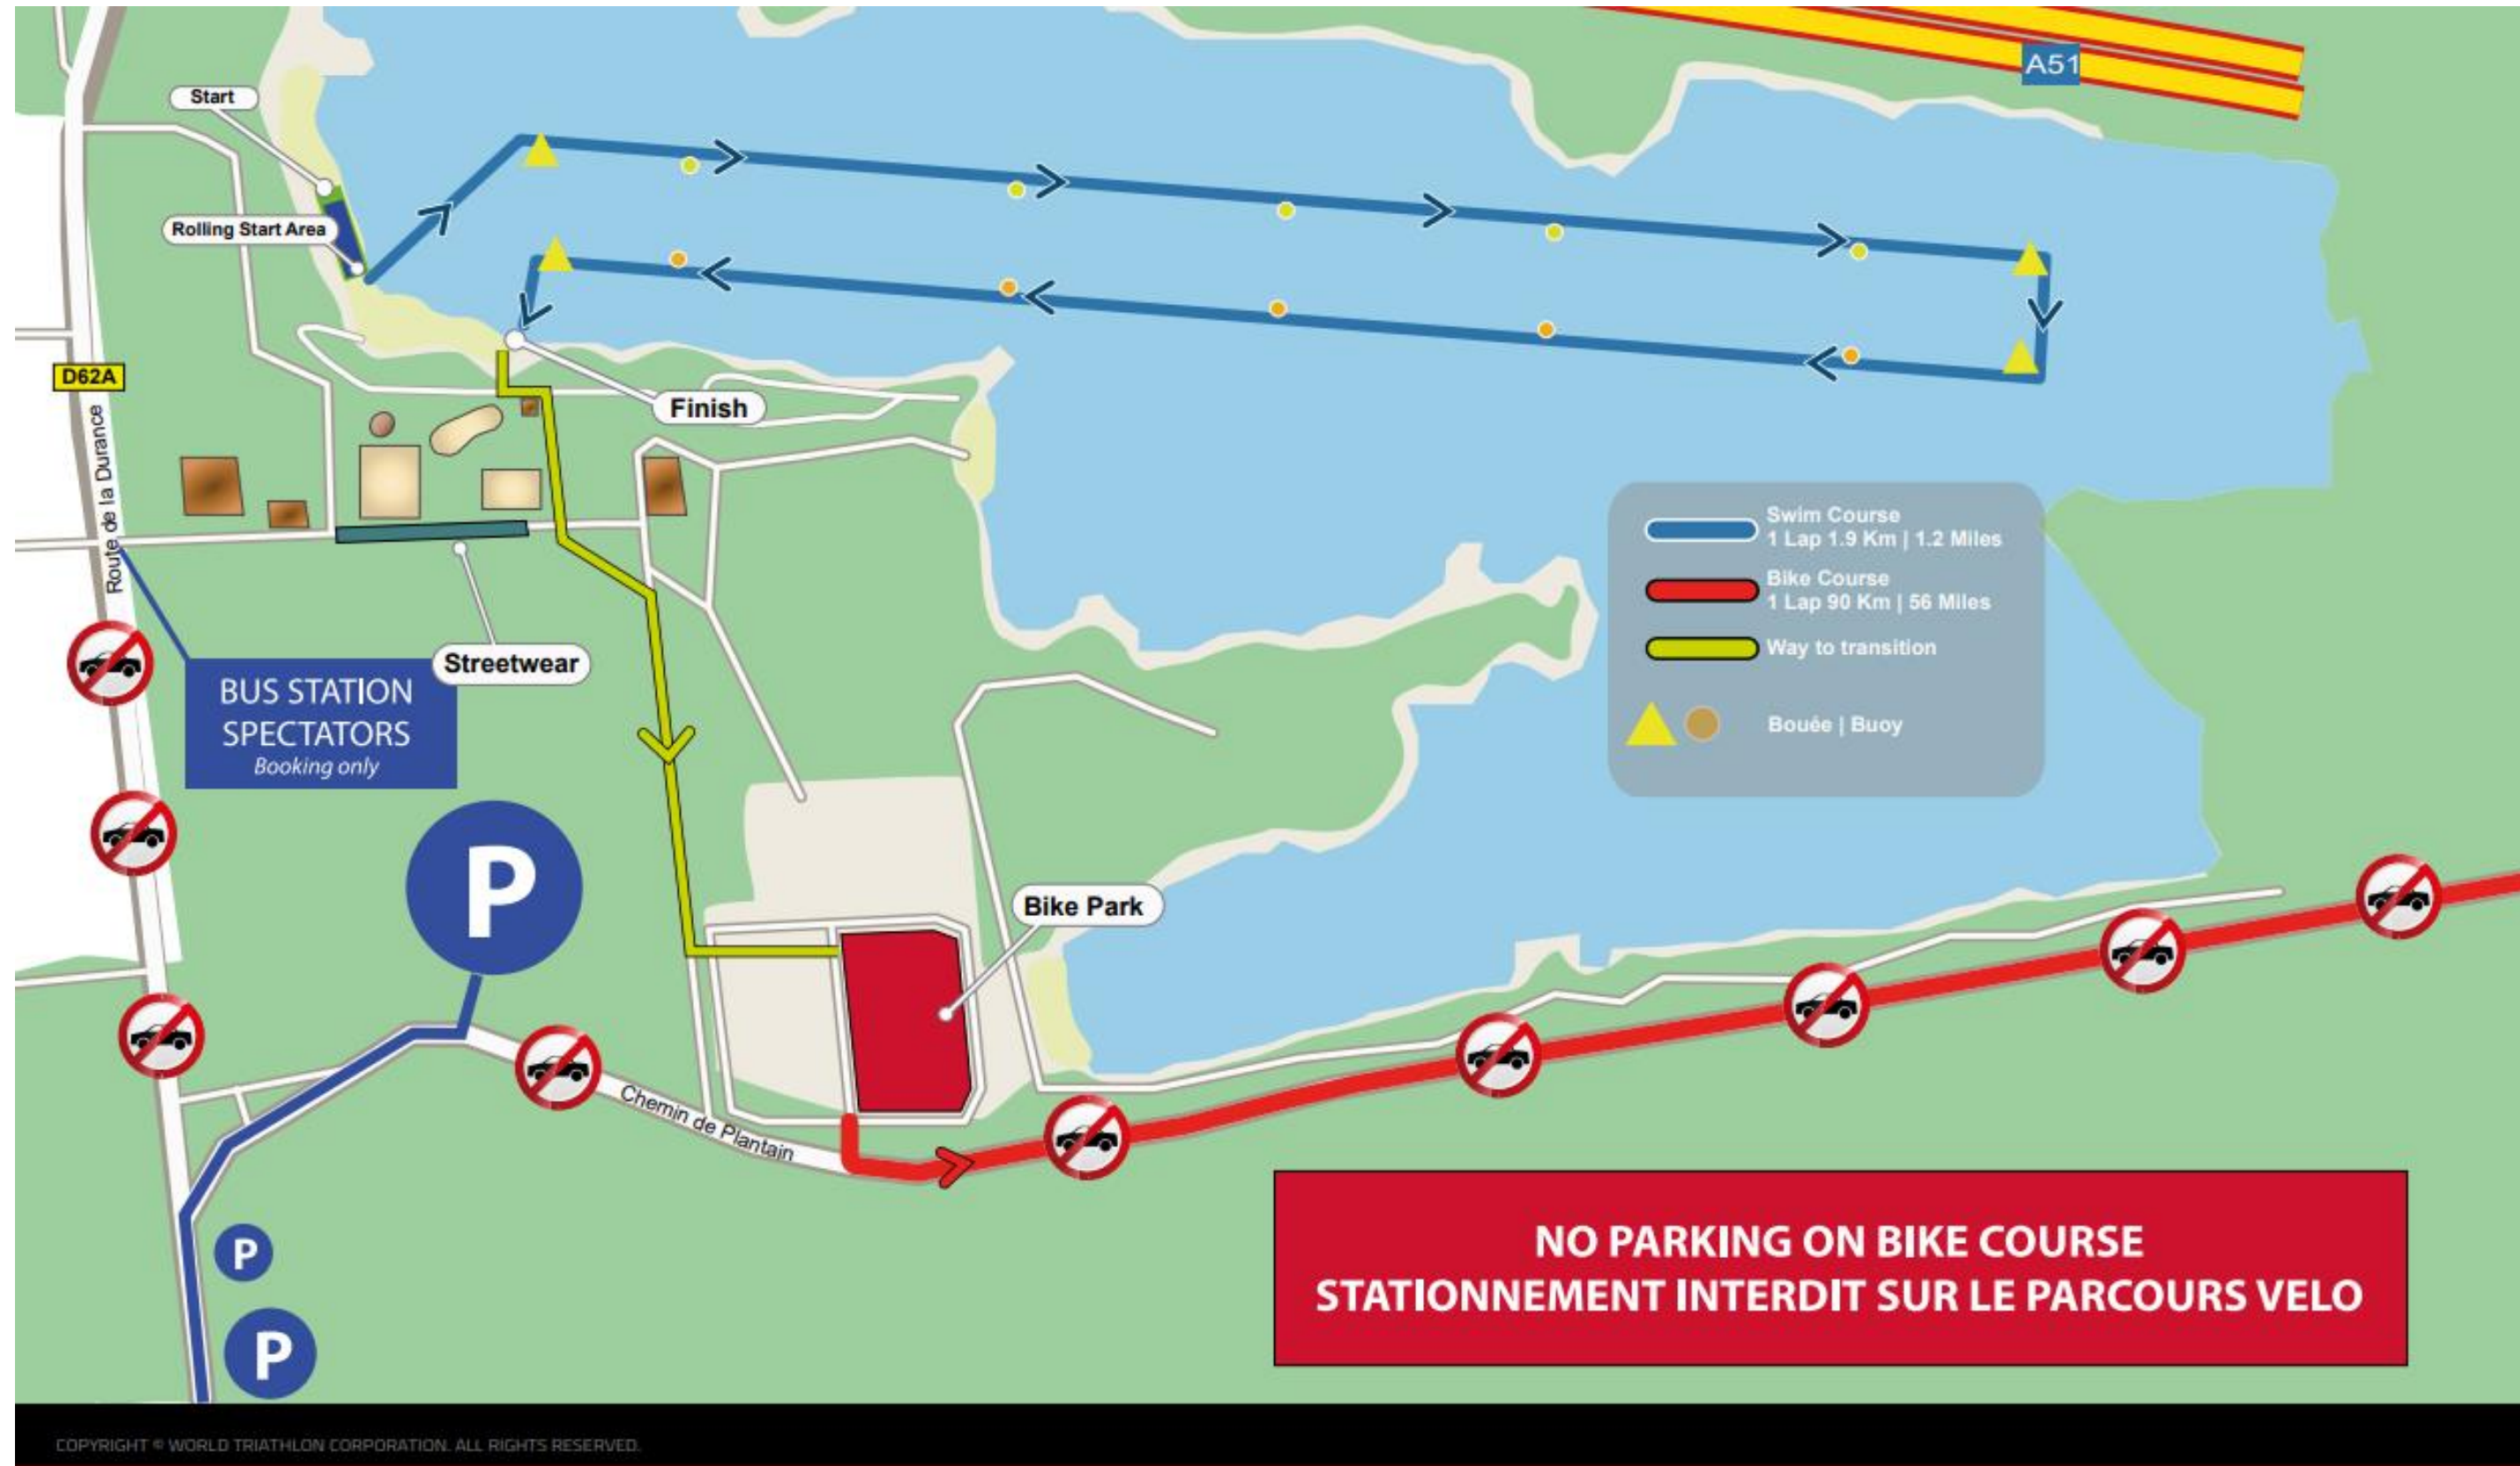 A51
Start
Rolling Start Area
D62A
Route de la Durance
Finish
Swim Course
1 Lap 1.9 Km | 1.2 Miles
Bike Course
1 Lap 90 Km | 56 Miles
Way to transition
Bouée | Buoy
Streetwear
BUS STATION
SPECTATORS
Booking only
P
Bike Park
Chemin de Plantain
P
P
NO PARKING ON BIKE COURSE
STATIONNEMENT INTERDIT SUR LE PARCOURS VELO
COPYRIGHT © WORLD TRIATHLON CORPORATION. ALL RIGHTS RESERVED.